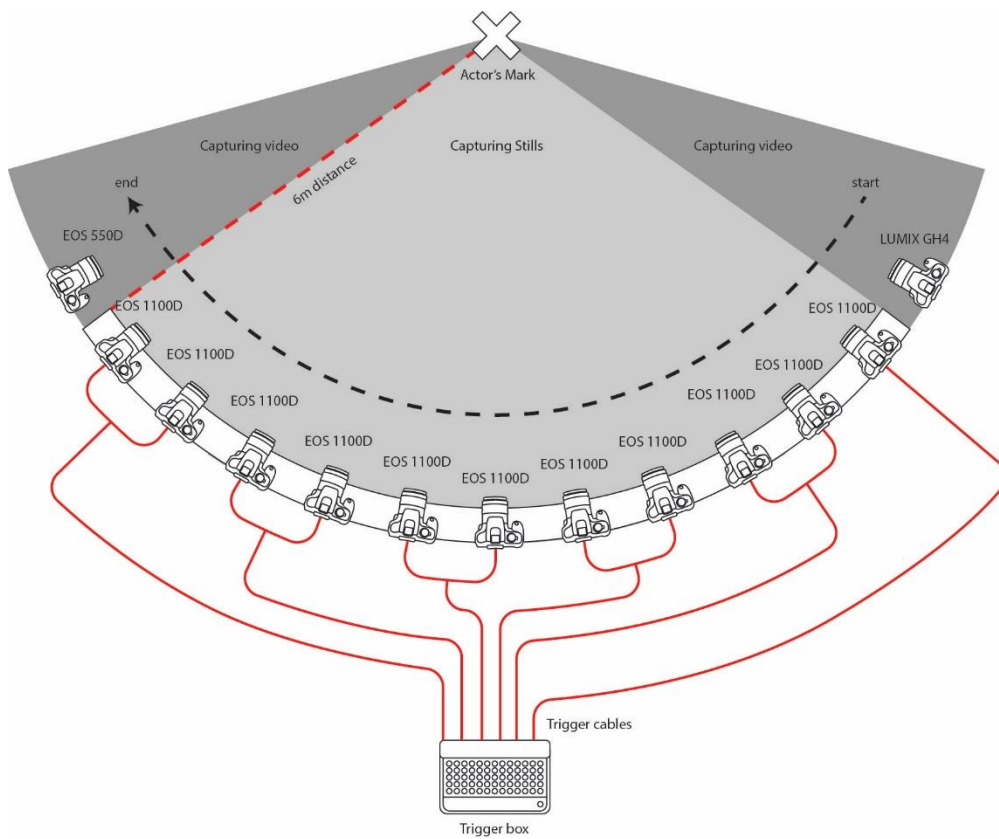 Actor's Mark
Capturing video
Capturing Stills
Capturing video
6m distance
end
start
EOS 550D
LUMIX GH4
EOS 1100D
EOS 1100D
EOS 1100D
EOS 1100D
EOS 1100D
EOS 1100D
EOS 1100D
EOS 1100D
EOS 1100D
EOS 1100D
EOS 1100D
Trigger cables
Trigger box